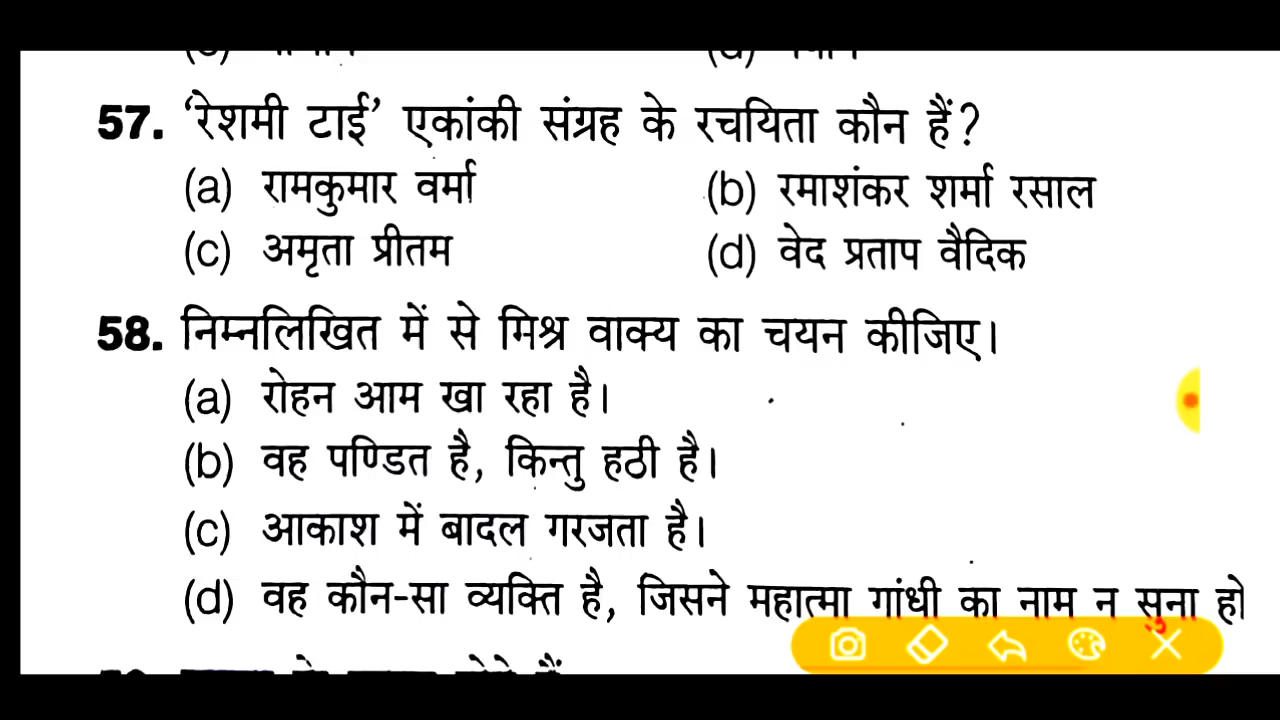 57. 'रेशमी टाई' एकांकी संग्रह के रचयिता कौन हैं?
(a) रामकुमार वर्मा (b) रमाशंकर शर्मा रसाल
(c) अमृता प्रीतम (d) वेद प्रताप वैदिक
58. निम्नलिखित में से मिश्र वाक्य का चयन कीजिए।
(a) रोहन आम खा रहा है।
(b) वह पण्डित है, किन्तु हठी है।
(c) आकाश में बादल गरजता है।
(d) वह कौन-सा व्यक्ति है, जिसने महात्मा गांधी का नाम न सुना हो